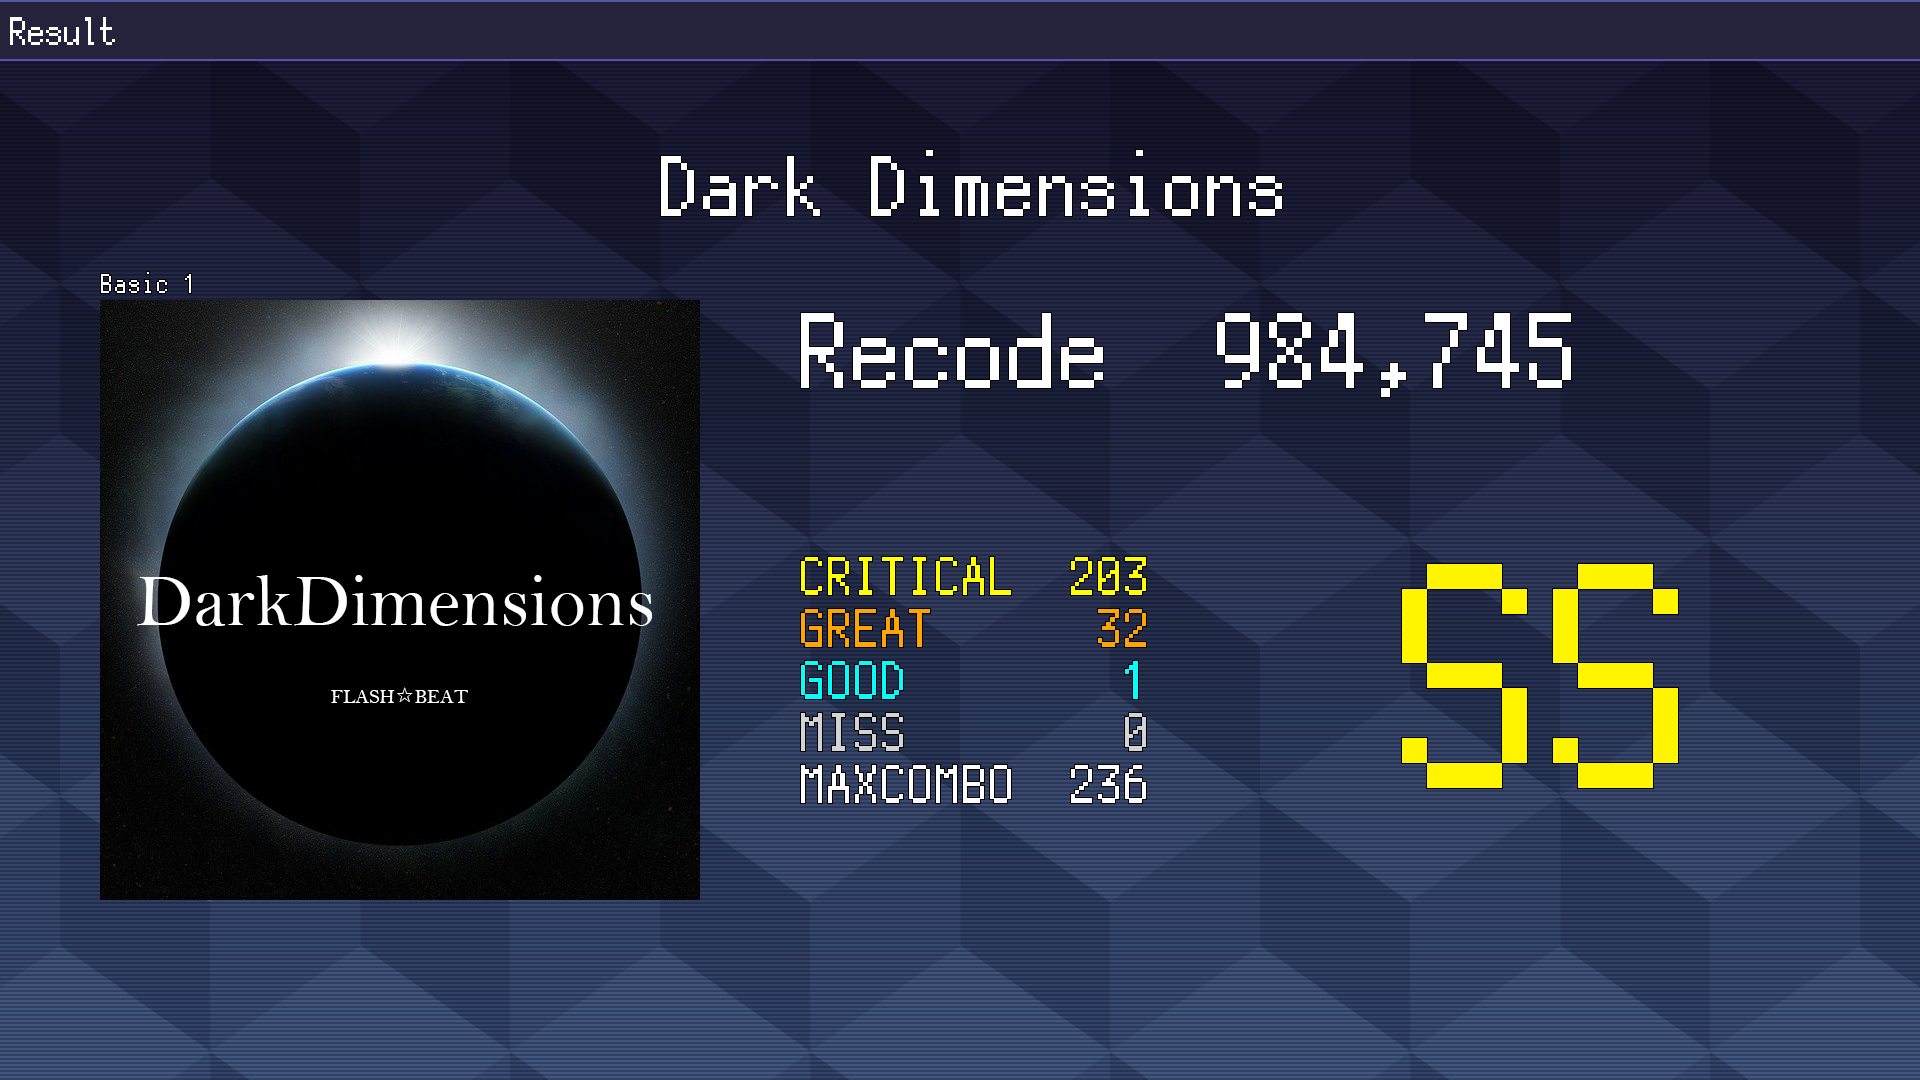 Result
Dark Dimensions
Basic 1
DarkDimensions
FLASH☆BEAT
Recode 984,745
CRITICAL 203
GREAT 32
GOOD 1
MISS 0
MAXCOMBO 236
SS